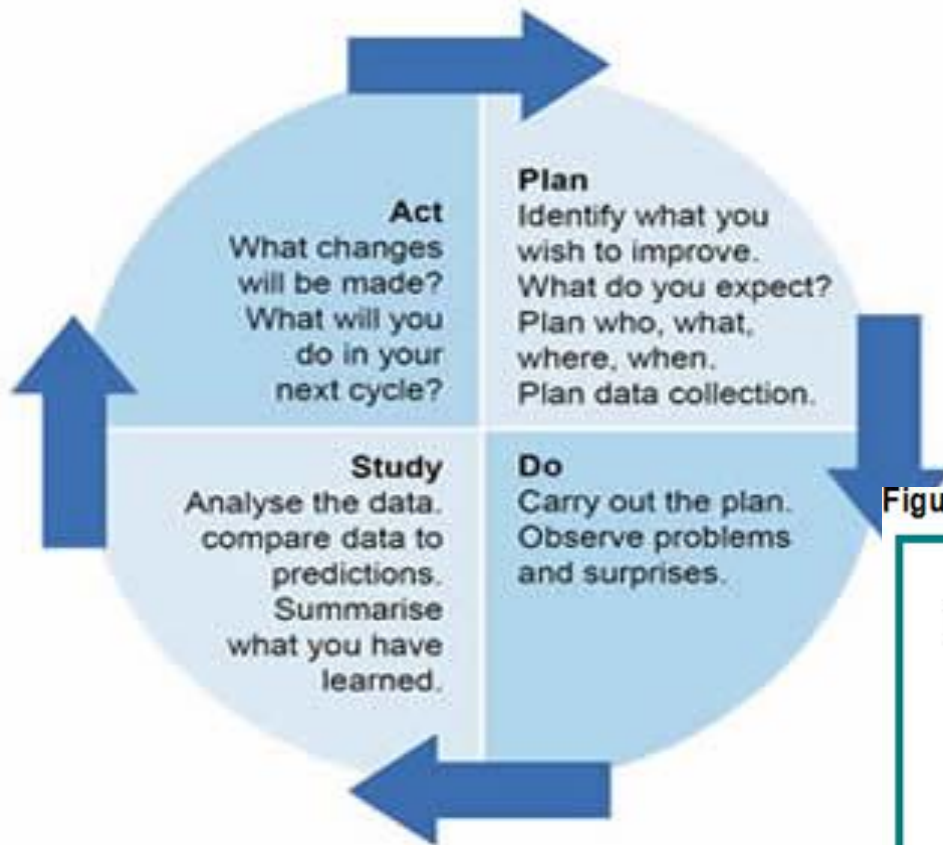 Act
What changes
will be made?
What will you
do in your
next cycle?
Plan
Identify what you
wish to improve.
What do you expect?
Plan who, what,
where, when.
Plan data collection.
Study
Analyse the data.
compare data to
predictions.
Summarise
what you have
learned.
Do
Carry out the plan.
Observe problems
and surprises.
Figu